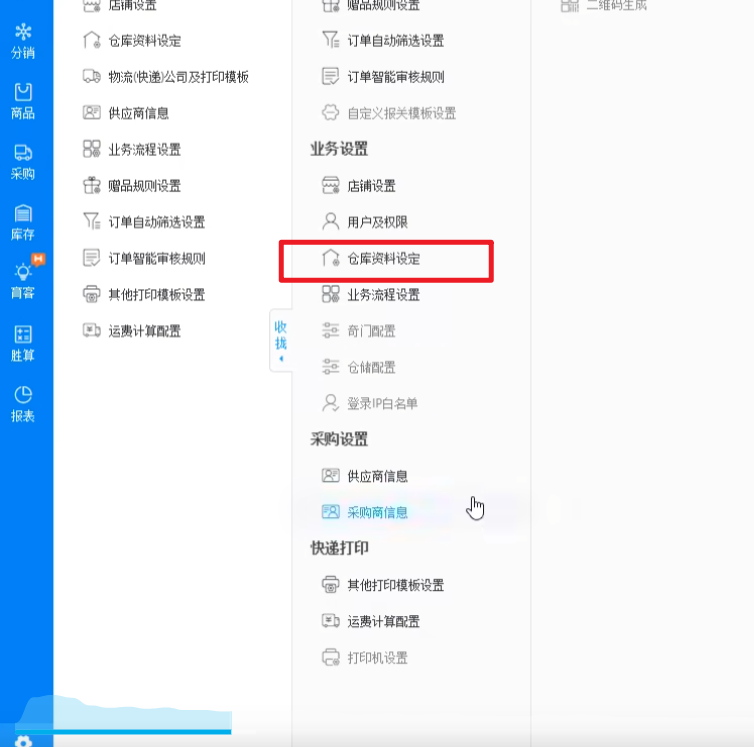 分销
商品
采购
库存
育客
胜算
报表
店铺设置
仓库资料设定
物流(快递)公司及打印模板
供应商信息
业务流程设置
赠品规则设置
订单自动筛选设置
订单智能审核规则
其他打印模板设置
运费计算配置
收
拢
赠品规则设置
订单自动筛选设置
订单智能审核规则
自定义报关模板设置
业务设置
店铺设置
用户及权限
仓库资料设定
业务流程设置
奇门配置
仓储配置
登录IP白名单
采购设置
供应商信息
采购商信息
快递打印
其他打印模板设置
运费计算配置
打印机设置
二维码生成